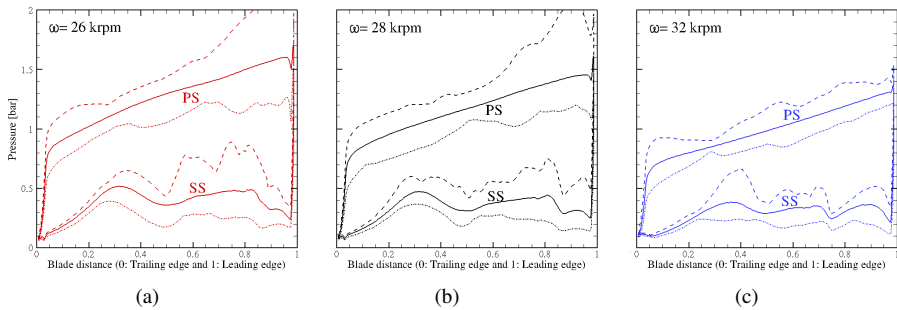 ω= 26 krpm
ω= 28 krpm
ω= 32 krpm
Pressure [bar]
2
1.5
1
0.5
0
PS
SS
PS
SS
PS
SS
0 0.2 0.4 0.6 0.8 1
0 0.2 0.4 0.6 0.8 1
0 0.2 0.4 0.6 0.8 1
Blade distance (0: Trailing edge and 1: Leading edge)
Blade distance (0: Trailing edge and 1: Leading edge)
Blade distance (0: Trailing edge and 1: Leading edge)
(a)
(b)
(c)